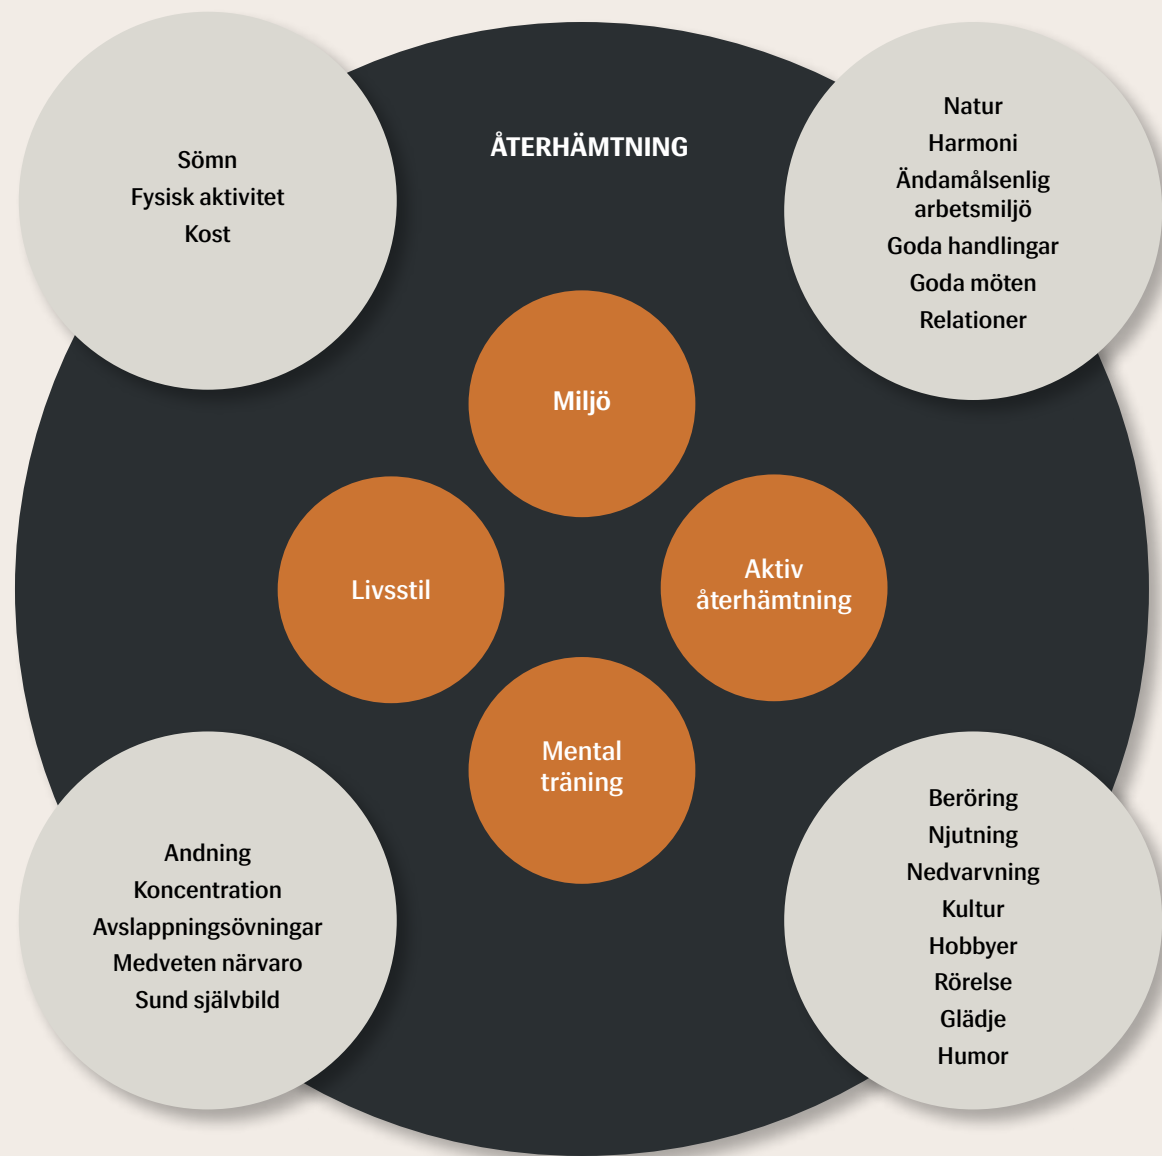 ÅTERHÄMTNING
Sömn
Fysisk aktivitet
Kost
Natur
Harmoni
Ändamålsenlig
arbetsmiljö
Goda handlingar
Goda möten
Relationer
Miljö
Livsstil
Aktiv
återhämtning
Mental
träning
Andning
Koncentration
Avslappningsövningar
Medveten närvaro
Sund självbild
Beröring
Njutning
Nedvarvning
Kultur
Hobbyer
Rörelse
Glädje
Humor